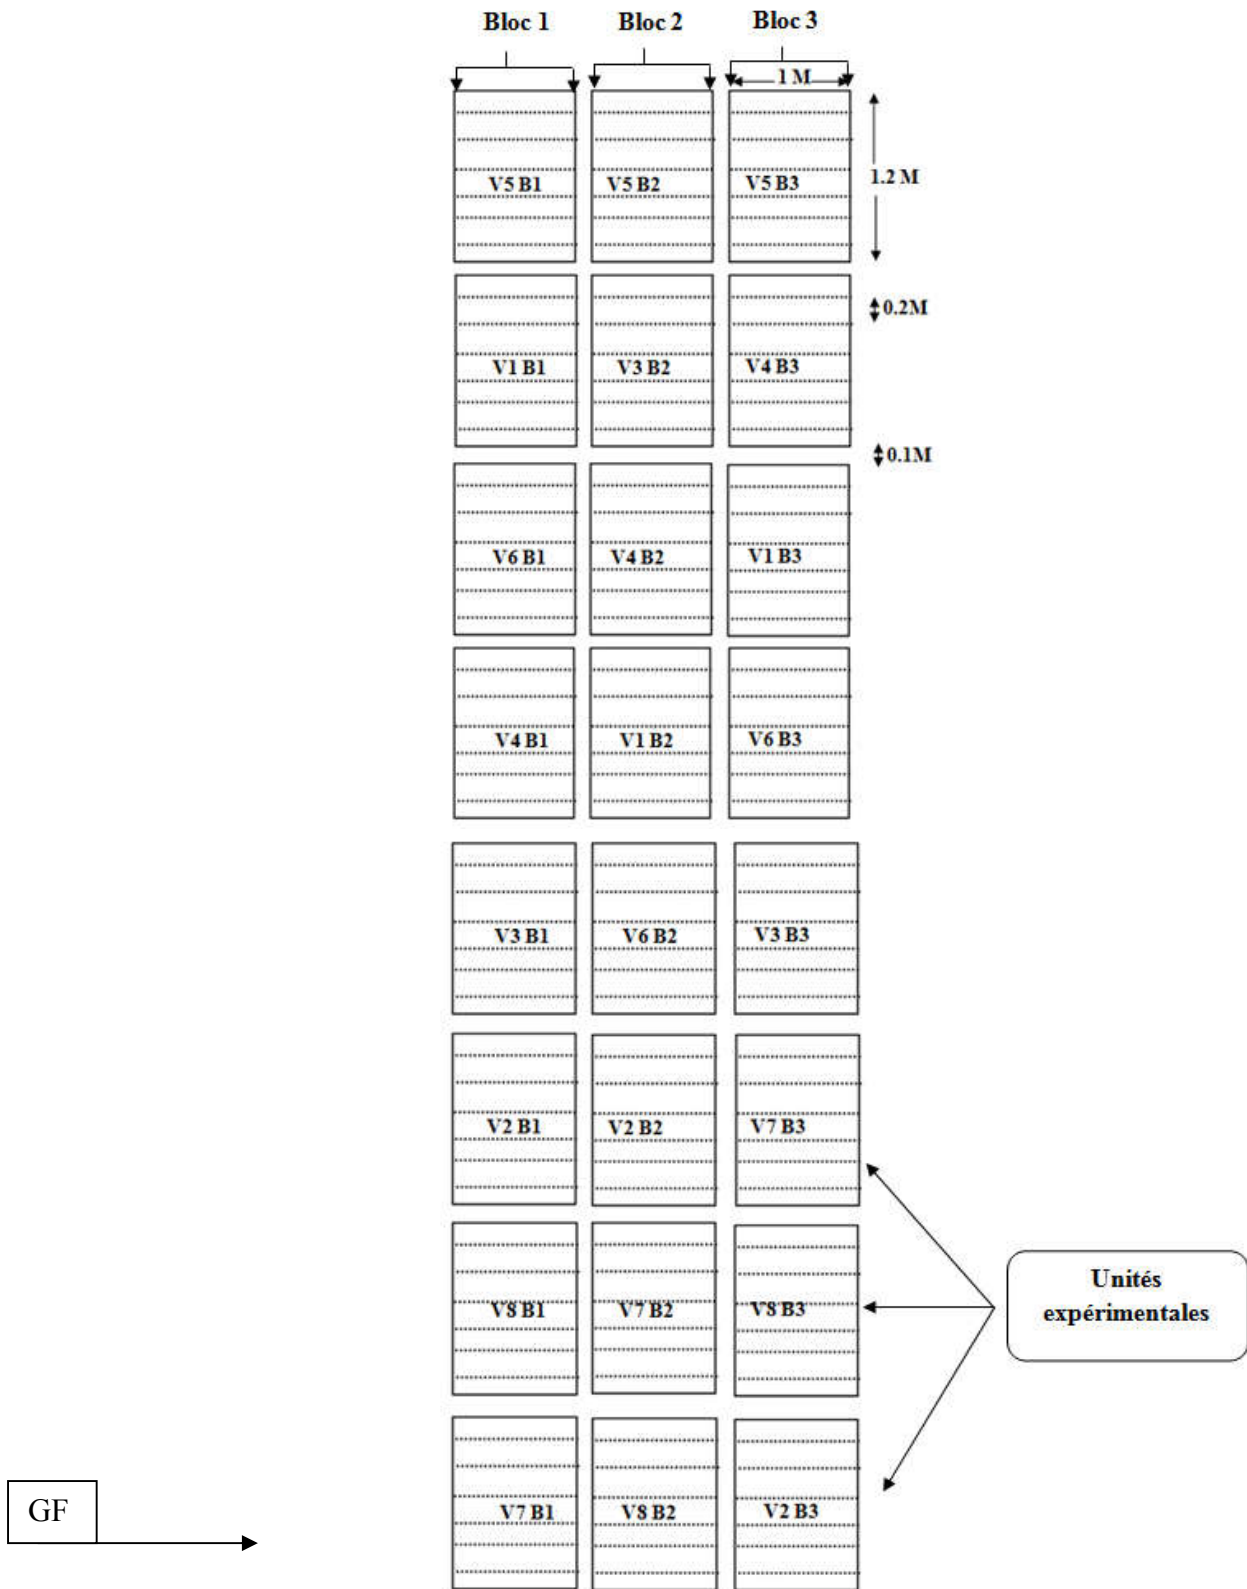 Bloc 1 Bloc 2 Bloc 3
1 M
V5 B1 V5 B2 V5 B3 1.2 M
0.2M
V1 B1 V3 B2 V4 B3
0.1M
V6 B1 V4 B2 V1 B3
V4 B1 V1 B2 V6 B3
V3 B1 V6 B2 V3 B3
V2 B1 V2 B2 V7 B3
Unités
expérimentales
V8 B1 V7 B2 V8 B3
GF
V7 B1 V8 B2 V2 B3